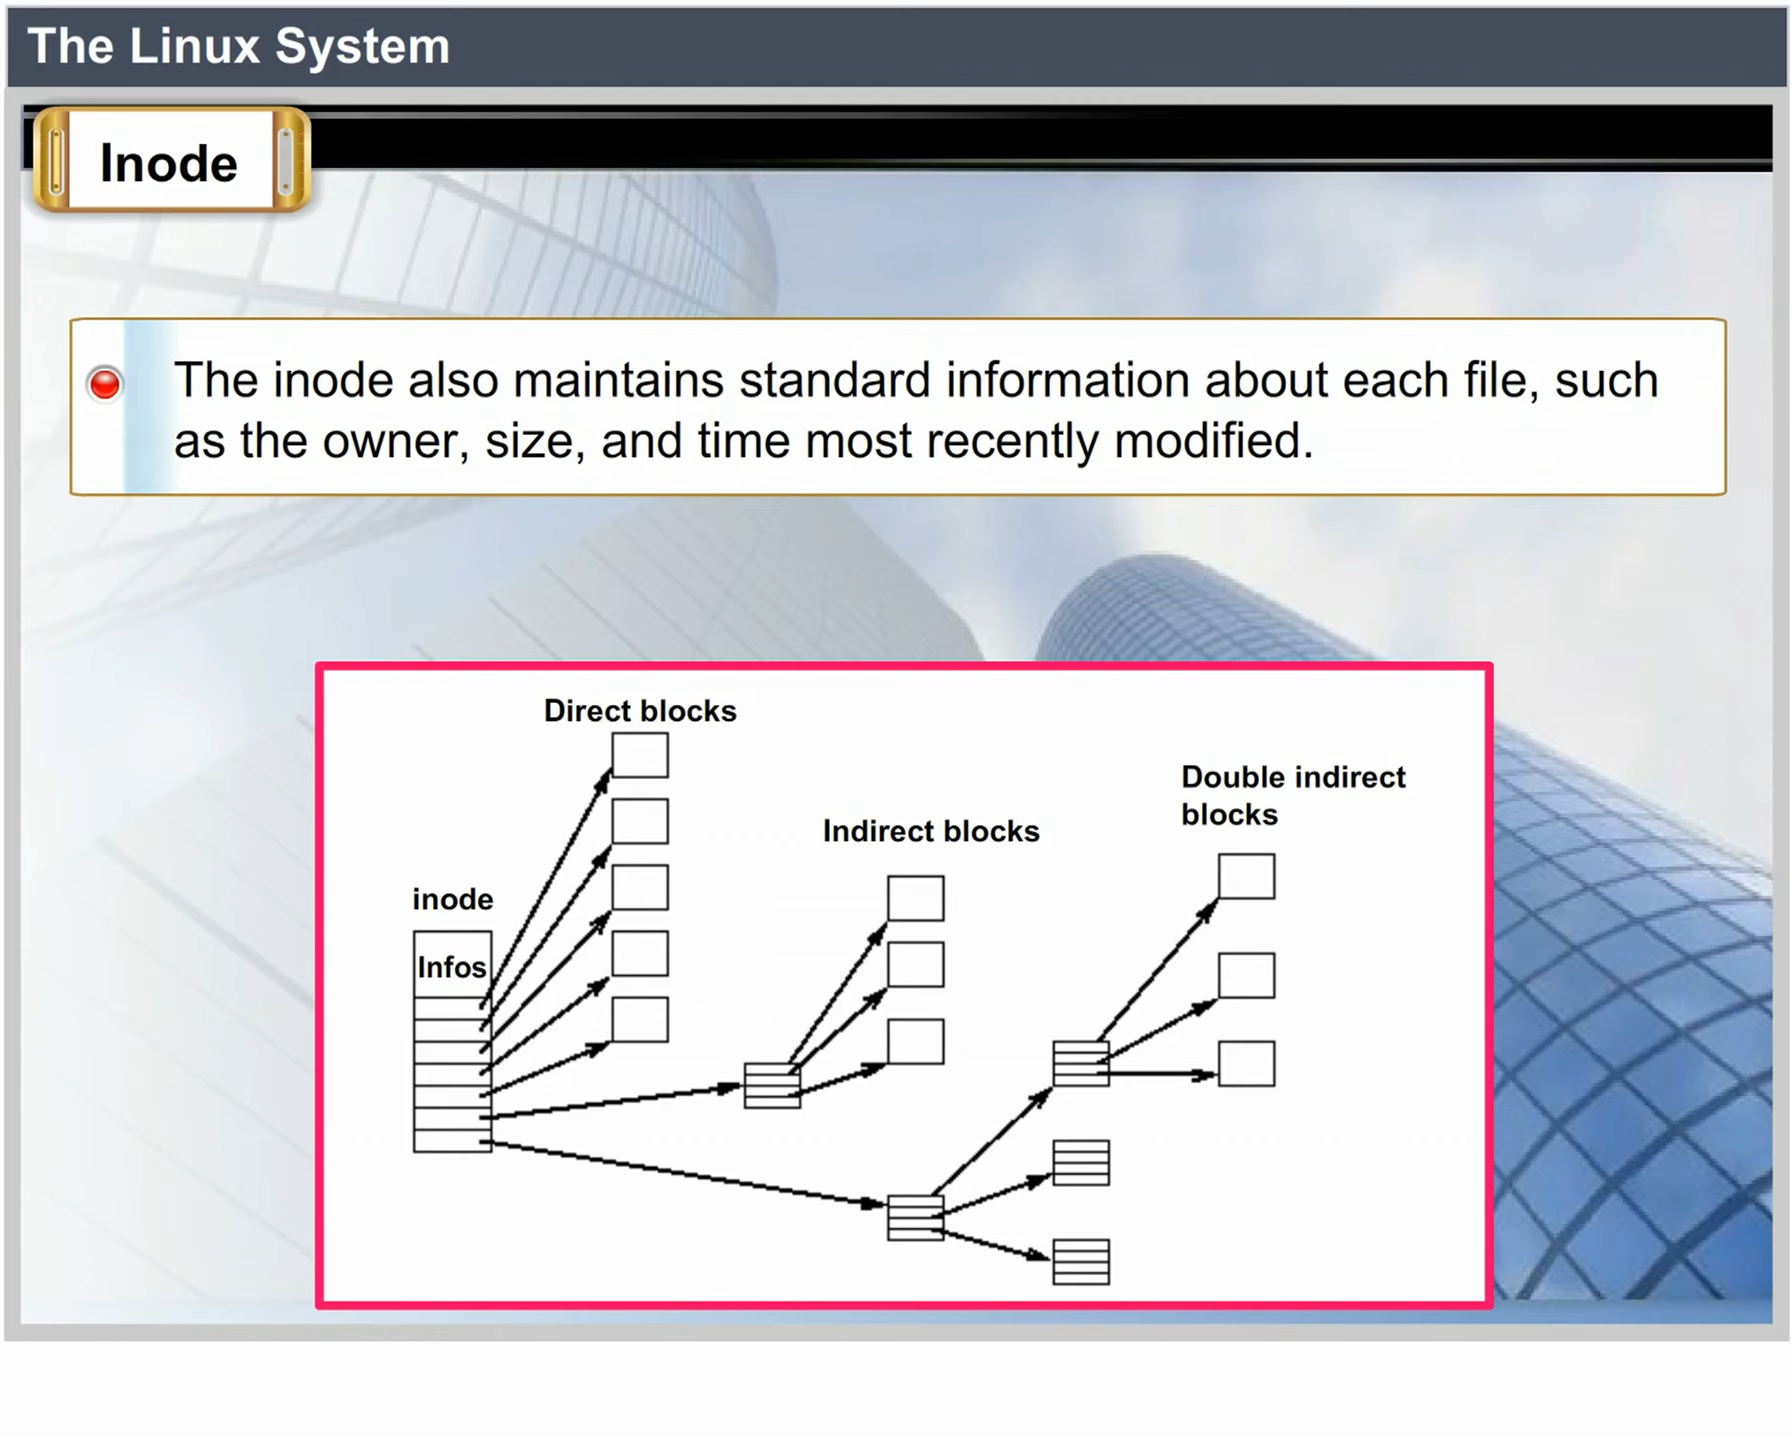 The Linux System
Inode
The inode also maintains standard information about each file, such
as the owner, size, and time most recently modified.
Direct blocks
Double indirect
blocks
Indirect blocks
inode
Infos